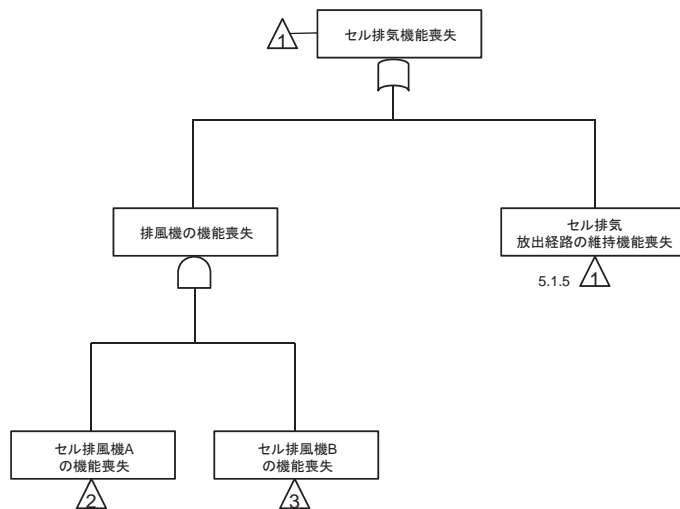 セル排気機能喪失
1
排風機の機能喪失
セル排気
放出経路の維持機能喪失
5.1.5
1
セル排風機A
の機能喪失
2
セル排風機B
の機能喪失
3